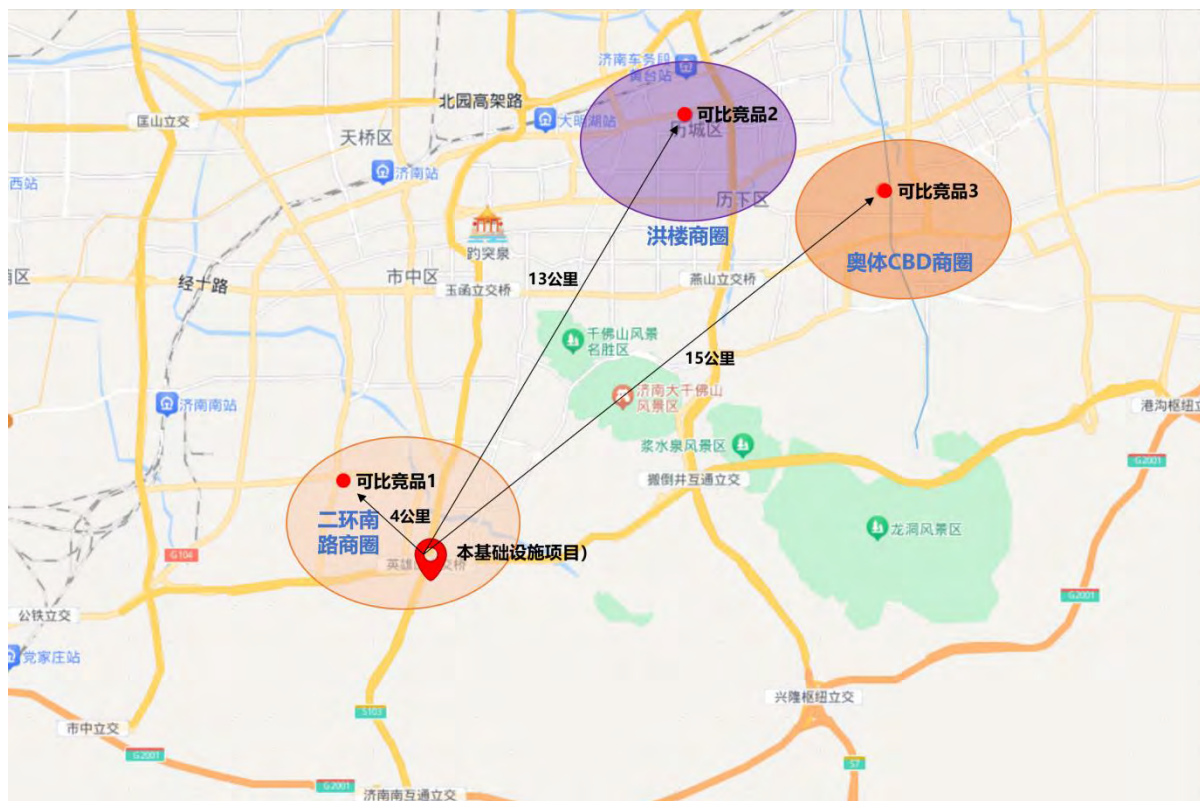 济南车务段
黄台站
北园高架路
可比竞品2
大明湖站
历城区
匡山立交
天桥区
济南站
西站
可比竞品3
历下区
洪楼商圈
趵突泉
奥体CBD商圈
市中区
13公里
燕山立交桥
经十路
玉函立交桥
千佛山风景
名胜区
15公里
济南大千佛山
风景区
济南南站
港沟枢纽立交
浆水泉风景区
G2001
可比竞品1
搬倒井互通立交
二环南
路商圈
4公里
龙洞风景区
本基础设施项目）
G104
公铁立交
G2001
党家庄站
兴隆枢纽立交
S103
市中立交
G2001
S7
G2001
济南南互通立交